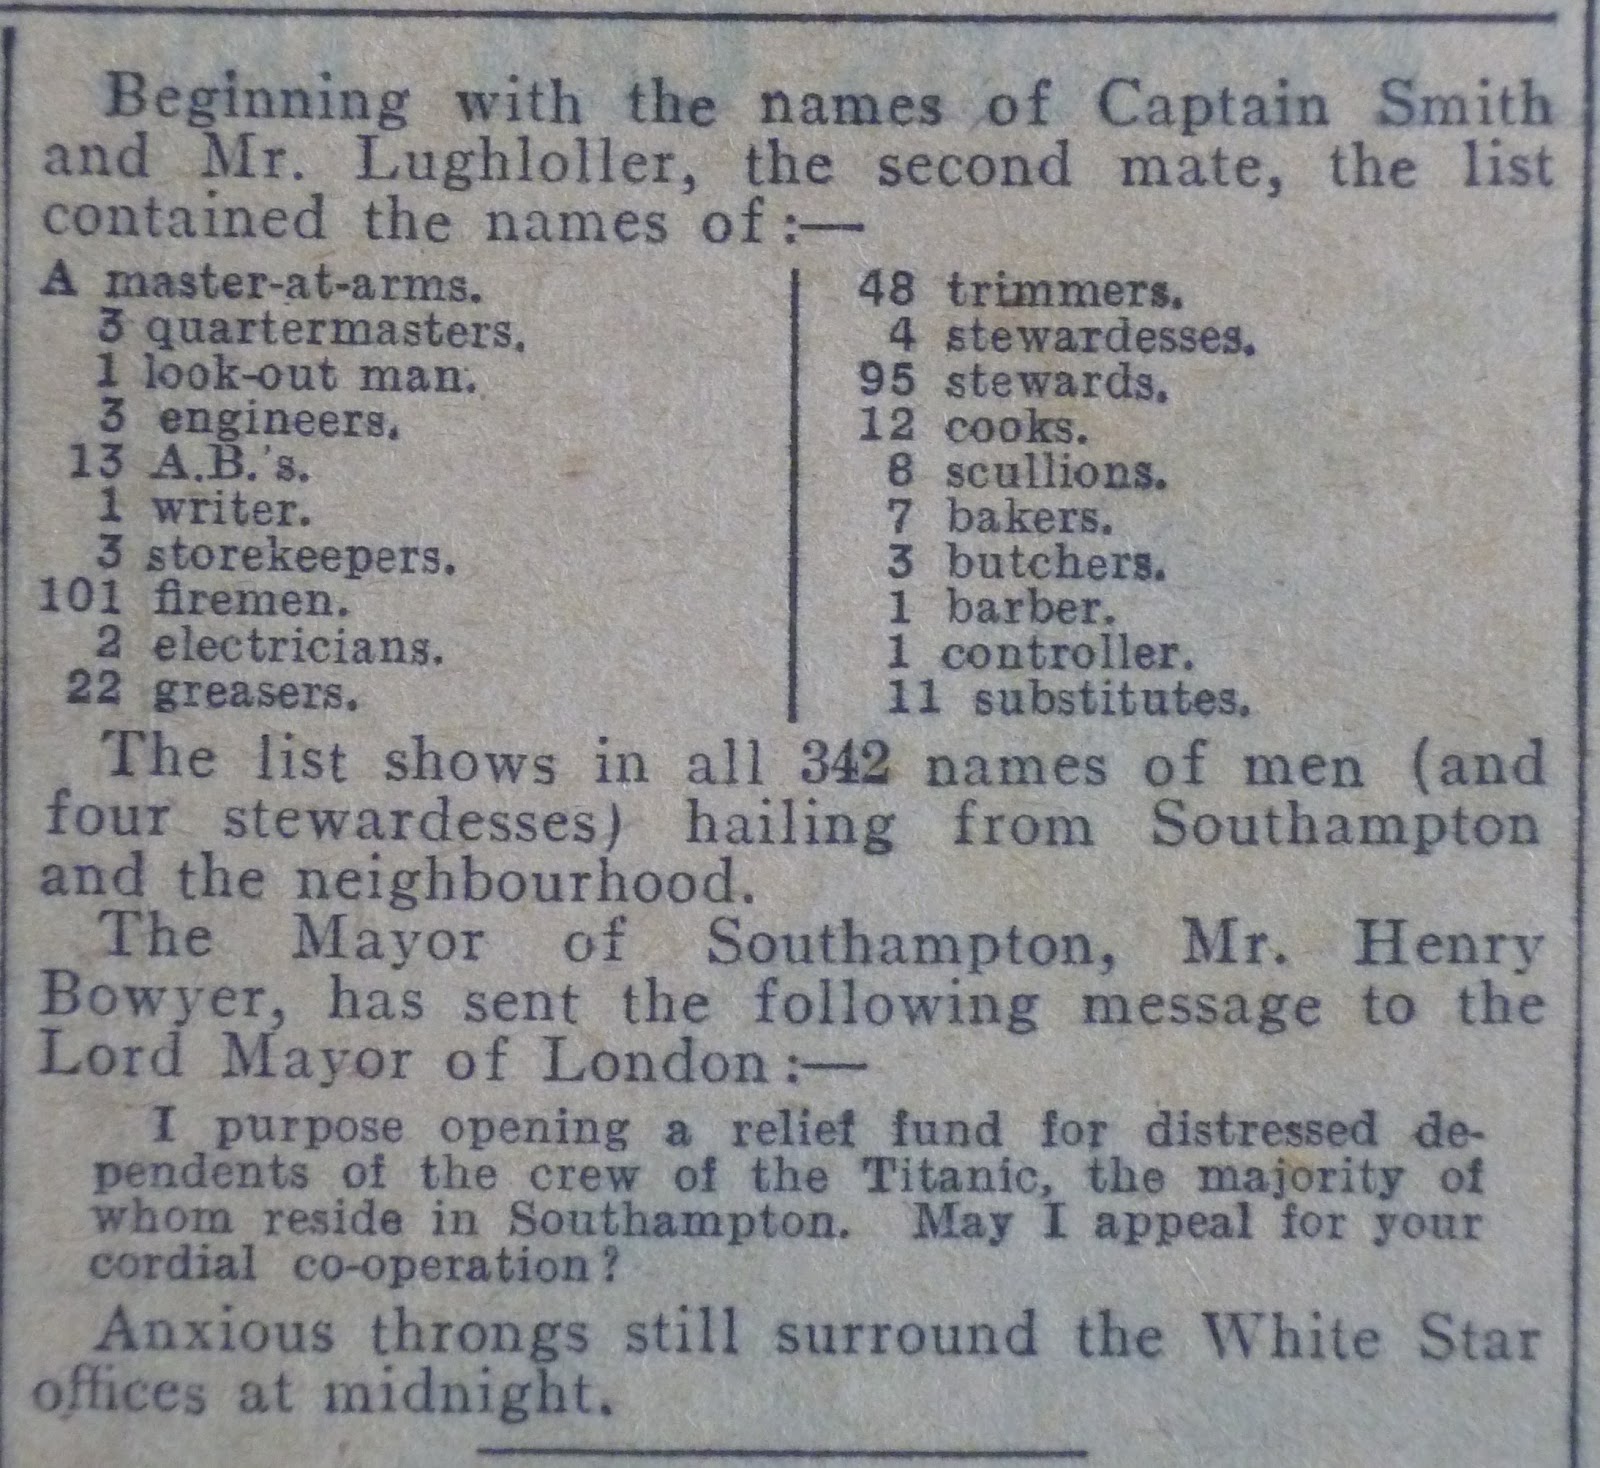 Beginning with the names of Captain Smith
and Mr. Lughloller, the second mate, the list
contained the names of:—
A master-at-arms.
3 quartermasters.
1 look-out man.
3 engineers.
13 A.B.'s.
1 writer.
3 storekeepers.
101 firemen.
2 electricians.
22 greasers.
48 trimmers.
4 stewardesses.
95 stewards.
12 cooks.
8 scullions.
7 bakers.
3 butchers.
1 barber.
1 controller.
11 substitutes.
The list shows in all 342 names of men (and
four stewardesses) hailing from Southampton
and the neighbourhood.
The Mayor of Southampton, Mr. Henry
Bowyer, has sent the following message to the
Lord Mayor of London:—
I purpose opening a relief fund for distressed de-
pendents of the crew of the Titanic, the majority of
whom reside in Southampton. May I appeal for your
cordial co-operation?
Anxious throngs still surround the White Star
offices at midnight.